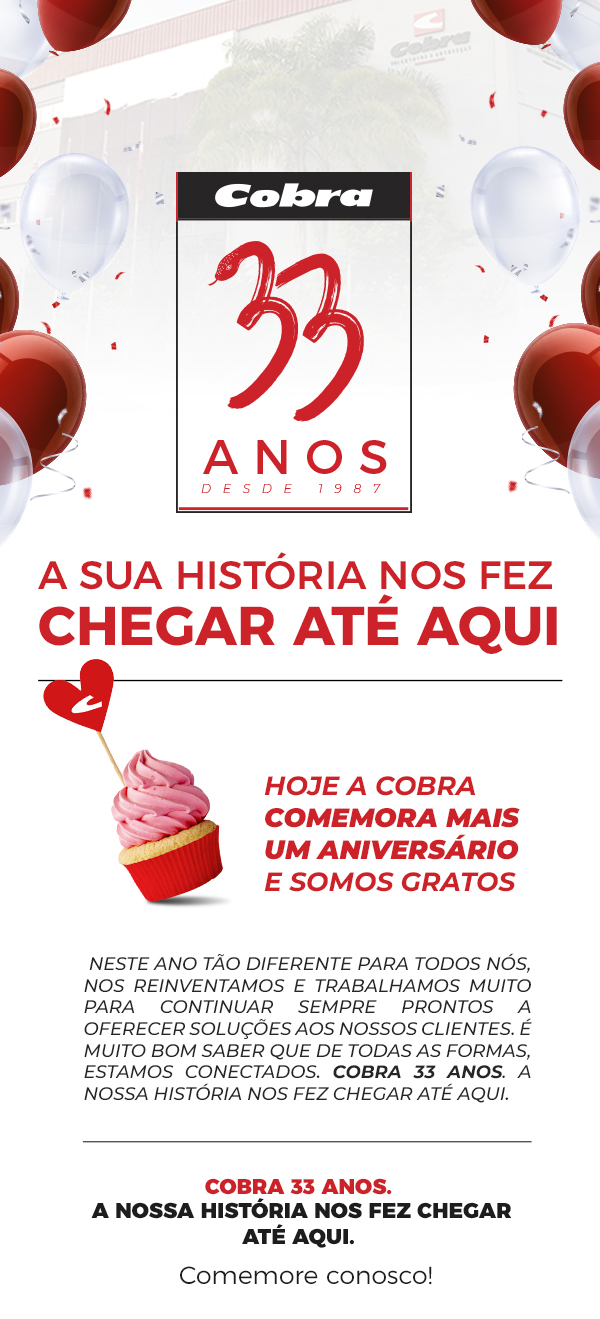 Cobra
Cobra
33
ANOS
DESDE 1987
A SUA HISTÓRIA NOS FEZ
CHEGAR ATÉ AQUI
HOJE A COBRA
COMEMORA MAIS
UM ANIVERSÁRIO
E SOMOS GRATOS
NESTE ANO TÃO DIFERENTE PARA TODOS NÓS,
NOS REINVENTAMOS E TRABALHAMOS MUITO
PARA CONTINUAR SEMPRE PRONTOS A
OFERECER SOLUÇÕES AOS NOSSOS CLIENTES. É
MUITO BOM SABER QUE DE TODAS AS FORMAS,
ESTAMOS CONECTADOS. COBRA 33 ANOS. A
NOSSA HISTÓRIA NOS FEZ CHEGAR ATÉ AQUI.
COBRA 33 ANOS.
A NOSSA HISTÓRIA NOS FEZ CHEGAR
ATÉ AQUI.
Comemore conosco!